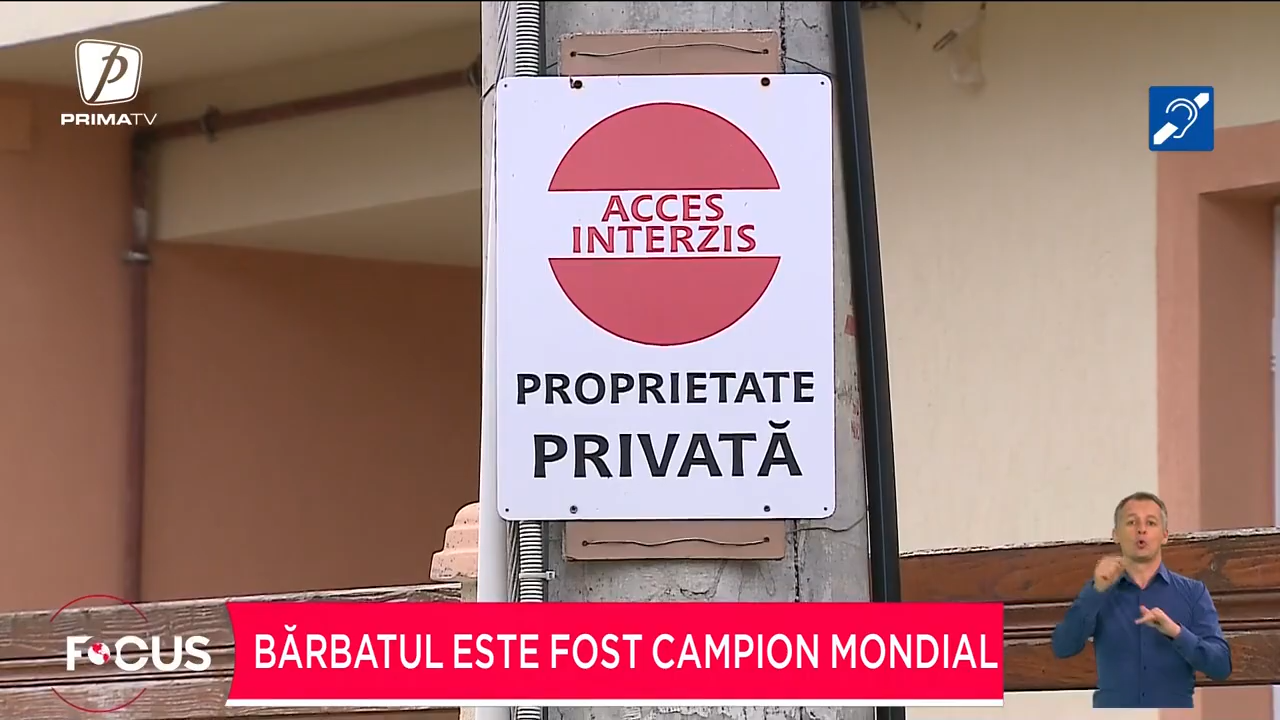 PRIMATV
ACCES
INTERZIS
PROPRIETATE
PRIVATĂ
FOCUS
BĂRBATUL ESTE FOST CAMPION MONDIAL